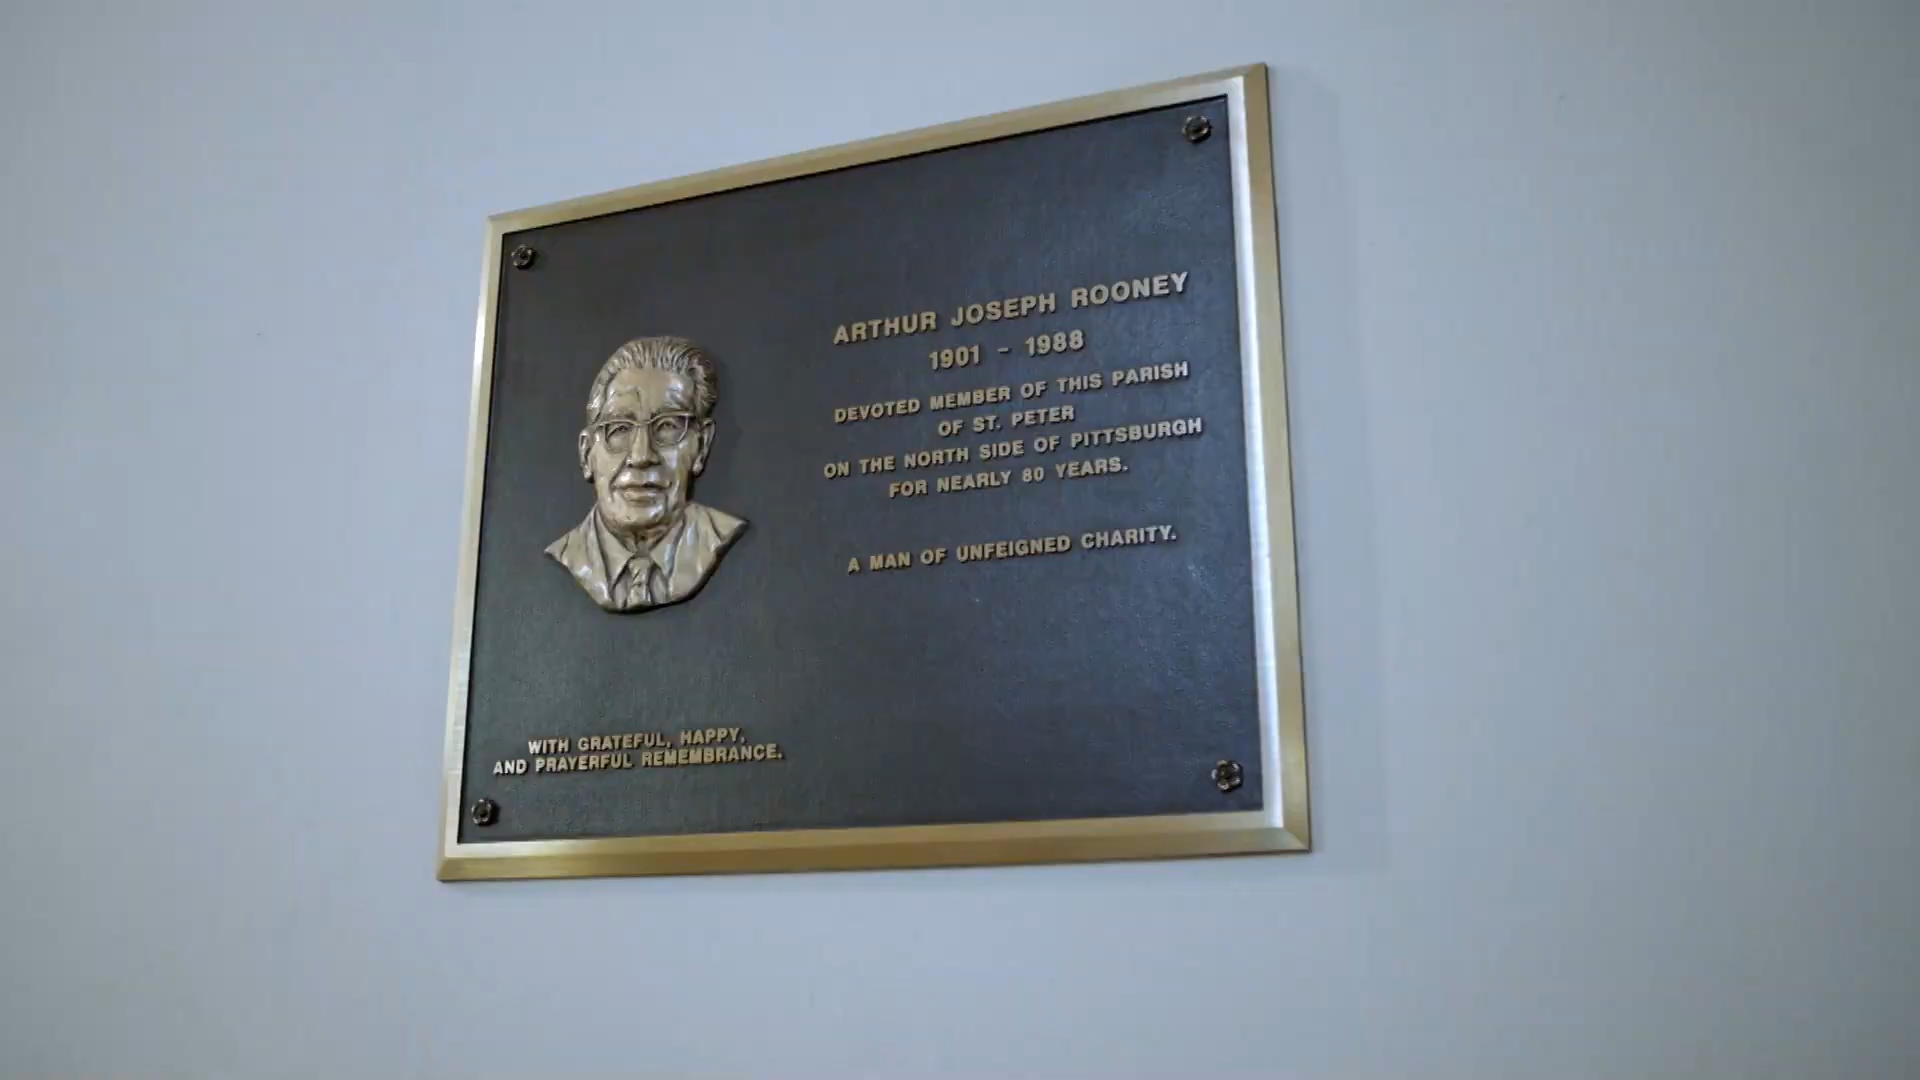 ARTHUR JOSEPH ROONEY
1901 - 1988
DEVOTED MEMBER OF THIS PARISH
OF ST. PETER
ON THE NORTH SIDE OF PITTSBURGH
FOR NEARLY 80 YEARS.
A MAN OF UNFEIGNED CHARITY.
WITH GRATEFUL, HAPPY,
AND PRAYERFUL REMEMBRANCE.